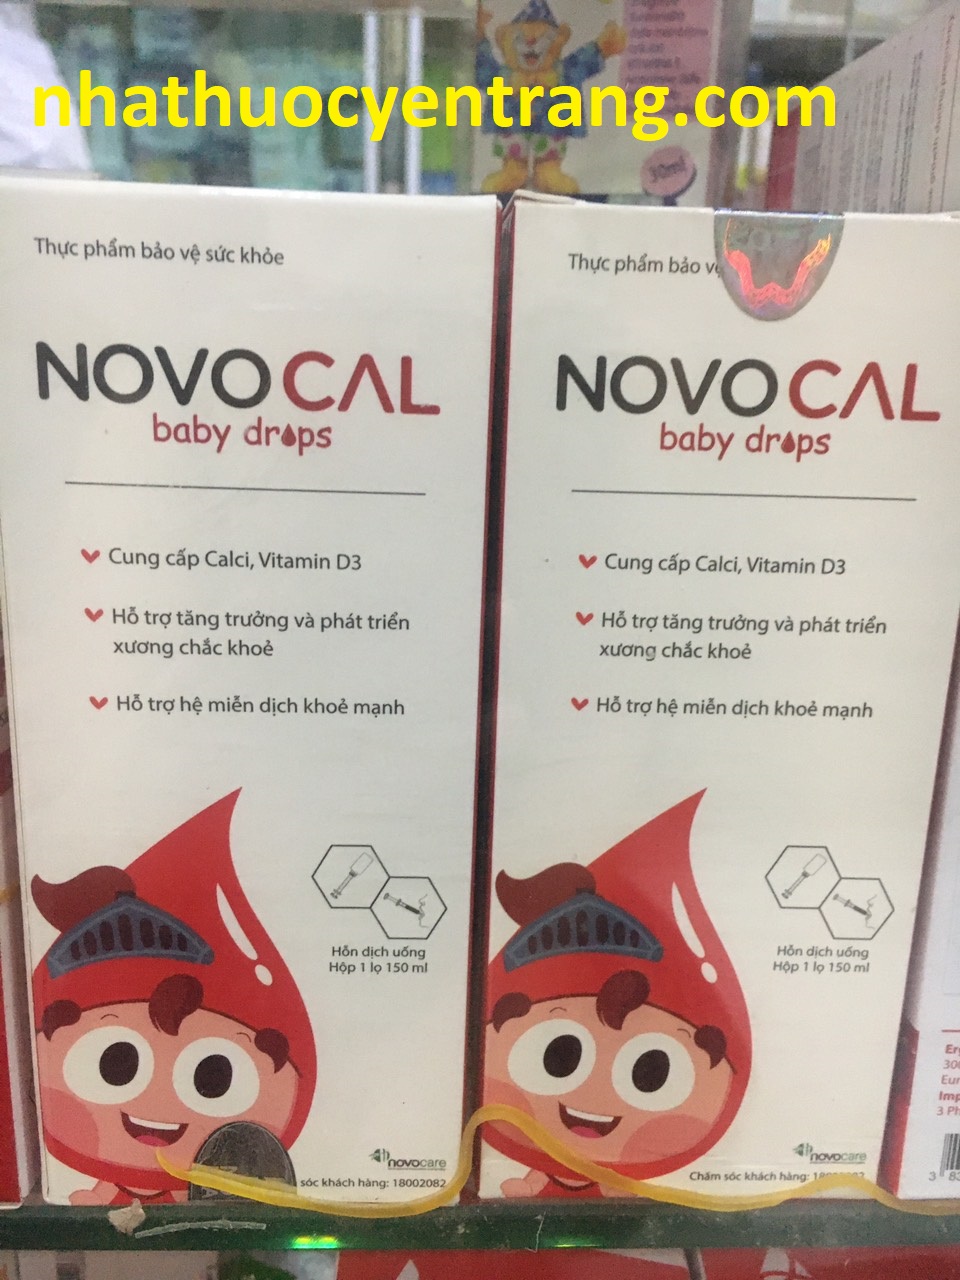 nhathuocyentrang.com
30ml
Thực phẩm bảo vệ sức khỏe
NOVOCAL
baby drops
Cung cấp Calci, Vitamin D3
Hỗ trợ tăng trưởng và phát triển
xương chắc khoẻ
Hỗ trợ hệ miễn dịch khoẻ mạnh
Hỗn dịch uống
Hộp 1 lọ 150 ml
novocare
sóc khách hàng: 18002082
Thực phẩm bảo vệ
NOVOCAL
baby drops
Cung cấp Calci, Vitamin D3
Hỗ trợ tăng trưởng và phát triển
xương chắc khoẻ
Hỗ trợ hệ miễn dịch khoẻ mạnh
Hỗn dịch uống
Hộp 1 lọ 150 ml
novocare
Chăm sóc khách hàng:
Imp
3 Ph